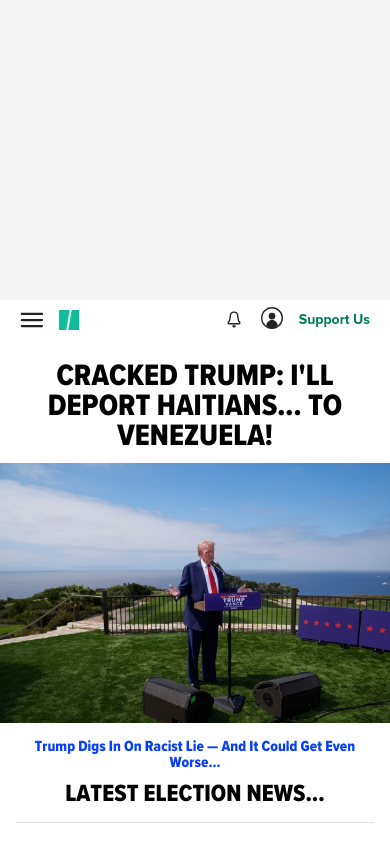 Support Us
CRACKED TRUMP: I'LL
DEPORT HAITIANS... TO
VENEZUELA!
TRUMP
VANCE
Trump Digs In On Racist Lie — And It Could Get Even
Worse...
LATEST ELECTION NEWS...